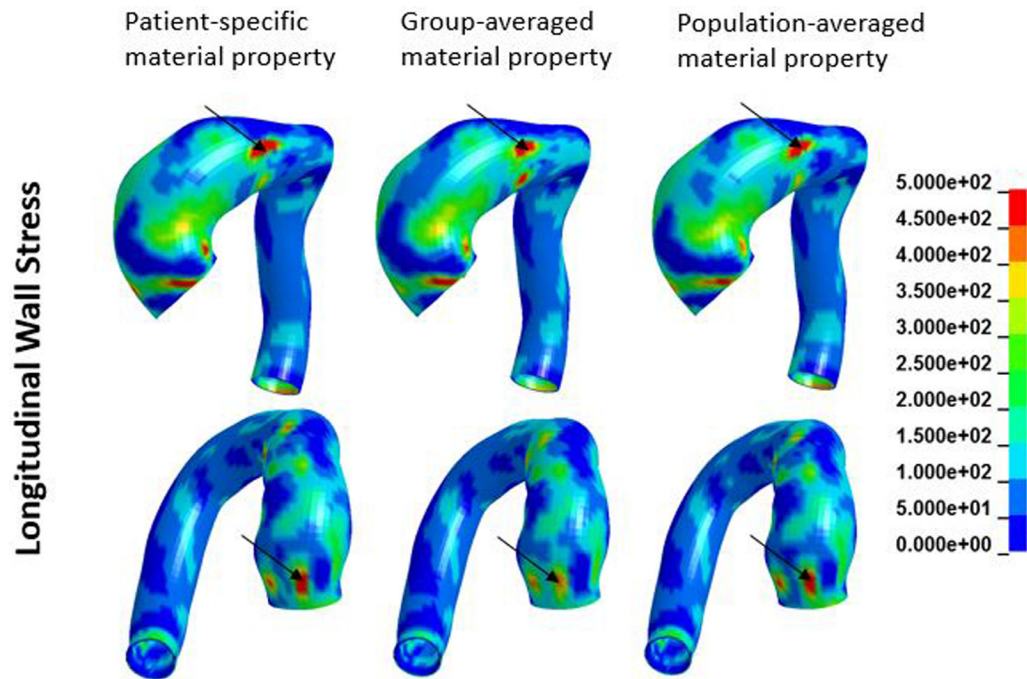 Patient-specific
material property
Group-averaged
material property
Population-averaged
material property
Longitudinal Wall Stress
5.000e+02
4.500e+02
4.000e+02
3.500e+02
3.000e+02
2.500e+02
2.000e+02
1.500e+02
1.000e+02
5.000e+01
0.000e+00